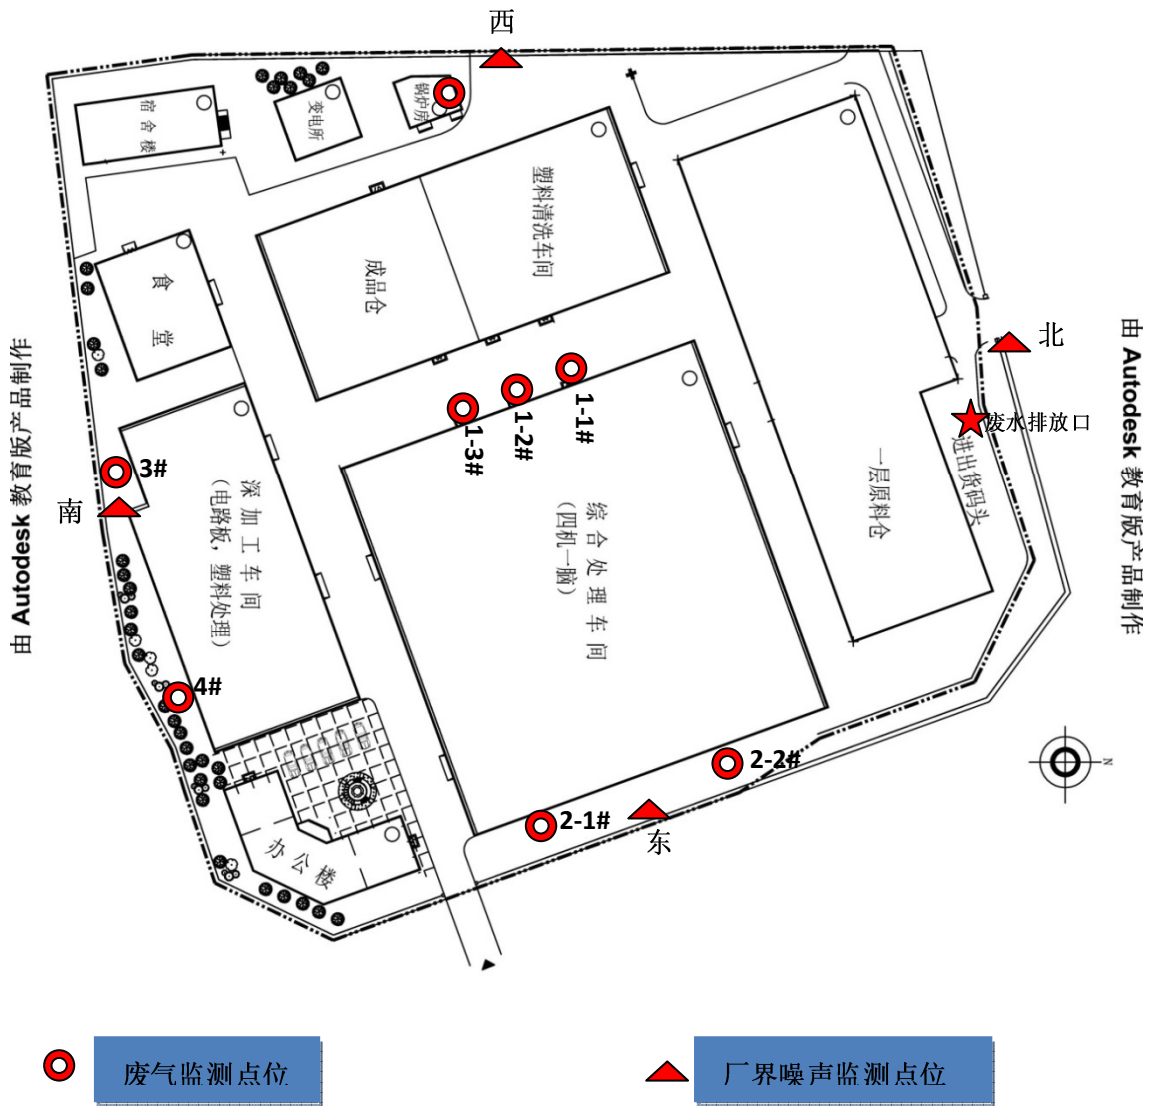 西
宿舍楼
变电所
锅炉房
塑料清洗车间
成品仓
食堂
北
由 Autodesk 教育版产品制作
由 Autodesk 教育版产品制作
1-1#
1-2#
1-3#
废水排放口
进出货码头
一层原料仓
3#
南
深加工车间
(电路板，塑料处理)
综合处理车间
(四机一脑)
4#
2-2#
2-1#
东
N
办公楼
废气监测点位
厂界噪声监测点位